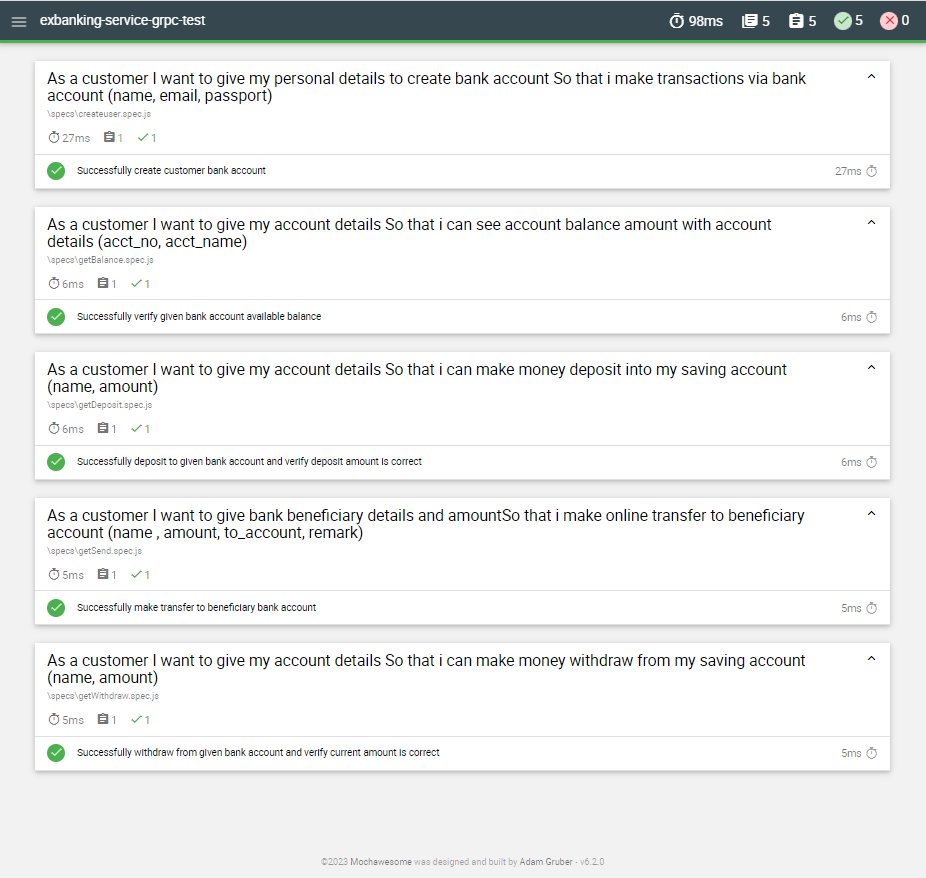 exbanking-service-grpc-test
98ms 5 5 5 0
As a customer I want to give my personal details to create bank account So that i make transactions via bank
account (name, email, passport)
\specs\createuser.spec.js
27ms 1 1
Successfully create customer bank account 27ms
As a customer I want to give my account details So that i can see account balance amount with account
details (acct_no, acct_name)
\specs\getBalance.spec.js
6ms 1 1
Successfully verify given bank account available balance 6ms
As a customer I want to give my account details So that i can make money deposit into my saving account
(name, amount)
\specs\getDeposit.spec.js
6ms 1 1
Successfully deposit to given bank account and verify deposit amount is correct 6ms
As a customer I want to give bank beneficiary details and amountSo that i make online transfer to beneficiary
account (name , amount, to_account, remark)
\specs\getSend.spec.js
5ms 1 1
Successfully make transfer to beneficiary bank account 5ms
As a customer I want to give my account details So that i can make money withdraw from my saving account
(name, amount)
\specs\getWithdraw.spec.js
5ms 1 1
Successfully withdraw from given bank account and verify current amount is correct 5ms
©2023 Mochawesome was designed and built by Adam Gruber - v6.2.0